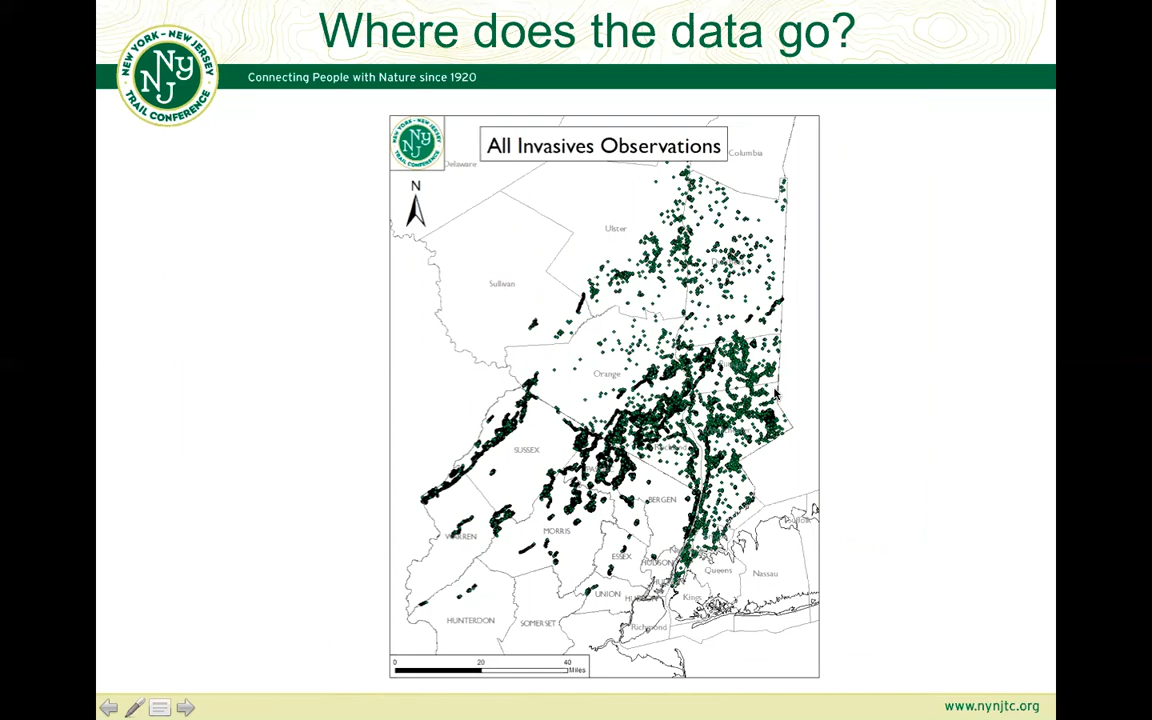 Where does the data go?
NEW YORK - NEW JERSEY
NY
NJ
TRAIL CONFERENCE
Connecting People with Nature since 1920
All Invasives Observations
NY
NJ
Columbia
Delaware
N
Ulster
Sullivan
Orange
SUSSEX
BERGEN
WARREN
MORRIS
ESSEX
HUDSON
Queens
Nassau
UNION
Kings
HUNTERDON
SOMERSET
Richmond
0 20 40
Miles
www.nynjtc.org